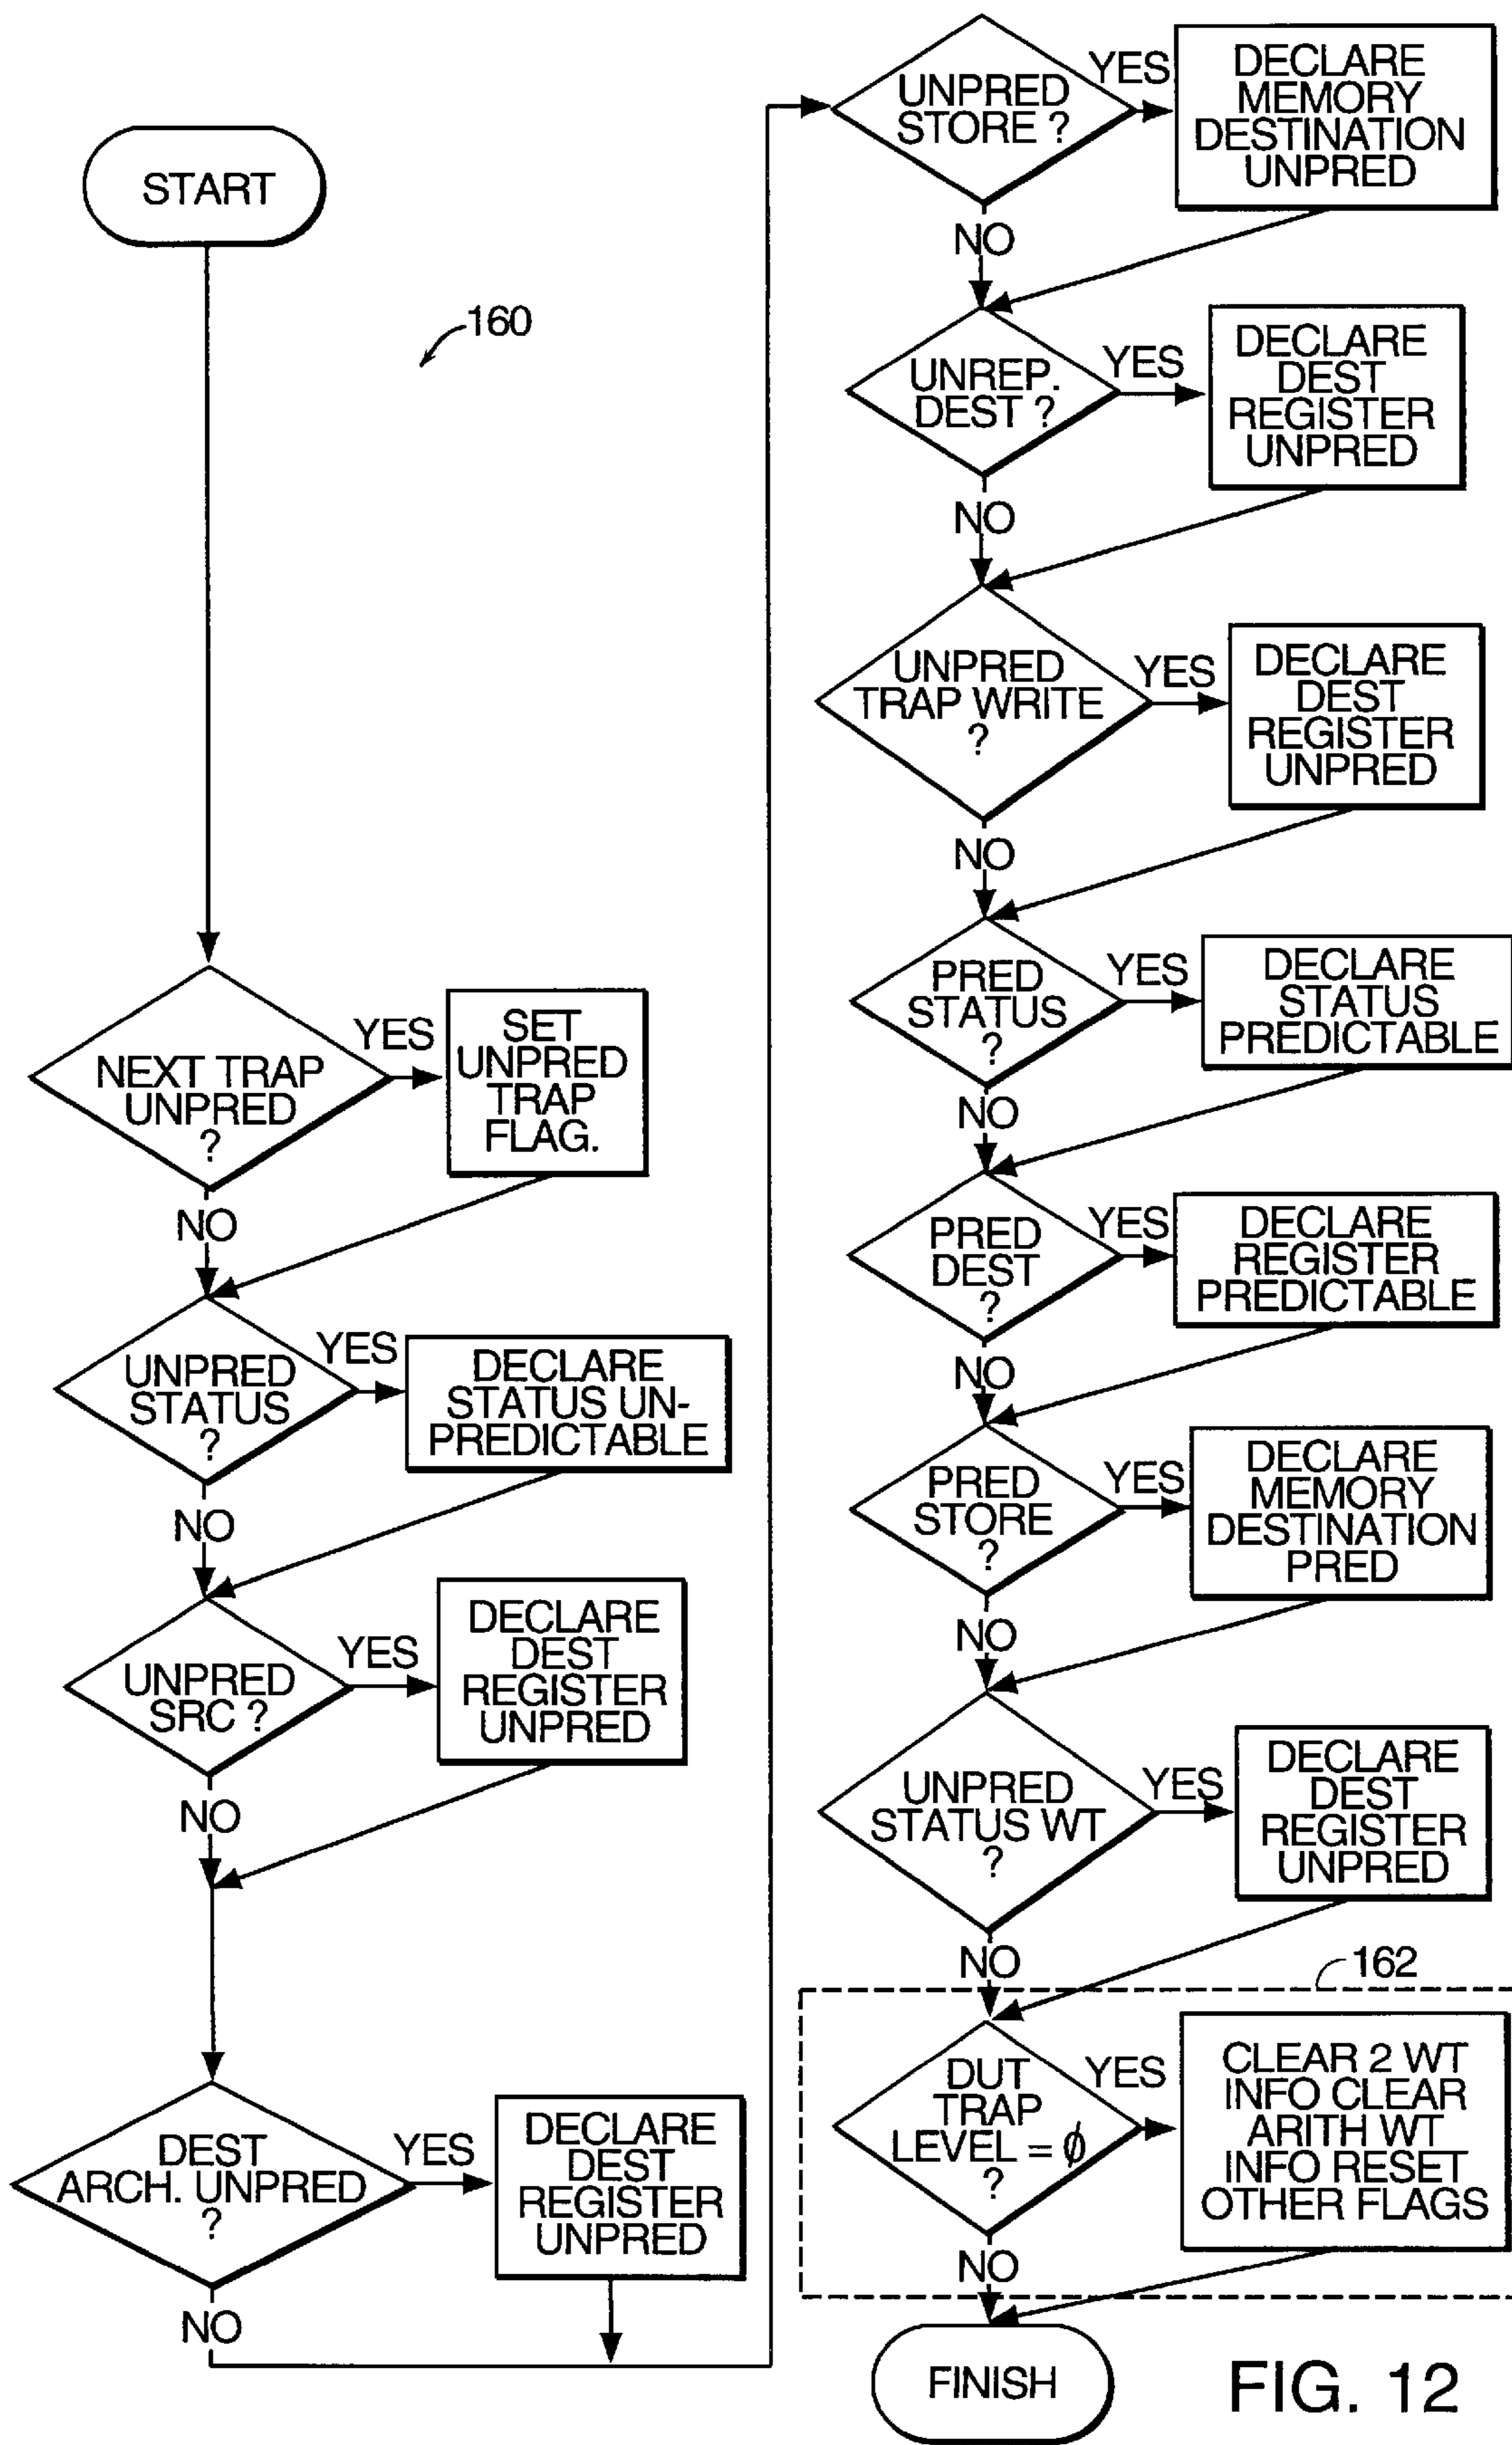 START
160
NEXT TRAP
UNPRED
?
YES
SET
UNPRED
TRAP
FLAG.
NO
UNPRED
STATUS
?
YES
DECLARE
STATUS UN-
PREDICTABLE
NO
UNPRED
SRC ?
YES
DECLARE
DEST
REGISTER
UNPRED
NO
DEST
ARCH. UNPRED
?
YES
DECLARE
DEST
REGISTER
UNPRED
NO
UNPRED
STORE ?
YES
DECLARE
MEMORY
DESTINATION
UNPRED
NO
UNREP.
DEST ?
YES
DECLARE
DEST
REGISTER
UNPRED
NO
UNPRED
TRAP WRITE
?
YES
DECLARE
DEST
REGISTER
UNPRED
NO
PRED
STATUS
?
YES
DECLARE
STATUS
PREDICTABLE
NO
PRED
DEST
?
YES
DECLARE
REGISTER
PREDICTABLE
NO
PRED
STORE
?
YES
DECLARE
MEMORY
DESTINATION
PRED
NO
UNPRED
STATUS WT
?
YES
DECLARE
DEST
REGISTER
UNPRED
NO
162
DUT
TRAP
LEVEL = ϕ
?
YES
CLEAR 2 WT
INFO CLEAR
ARITH WT
INFO RESET
OTHER FLAGS
NO
FINISH
FIG. 12